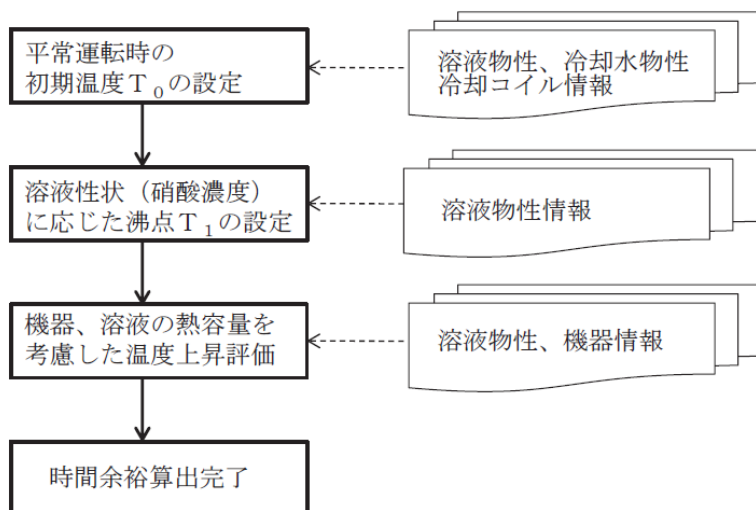 平常運転時の
初期温度T₀の設定
溶液物性、冷却水物性
冷却コイル情報
溶液性状（硝酸濃度）
に応じた沸点T₁の設定
溶液物性情報
機器、溶液の熱容量を
考慮した温度上昇評価
溶液物性、機器情報
時間余裕算出完了